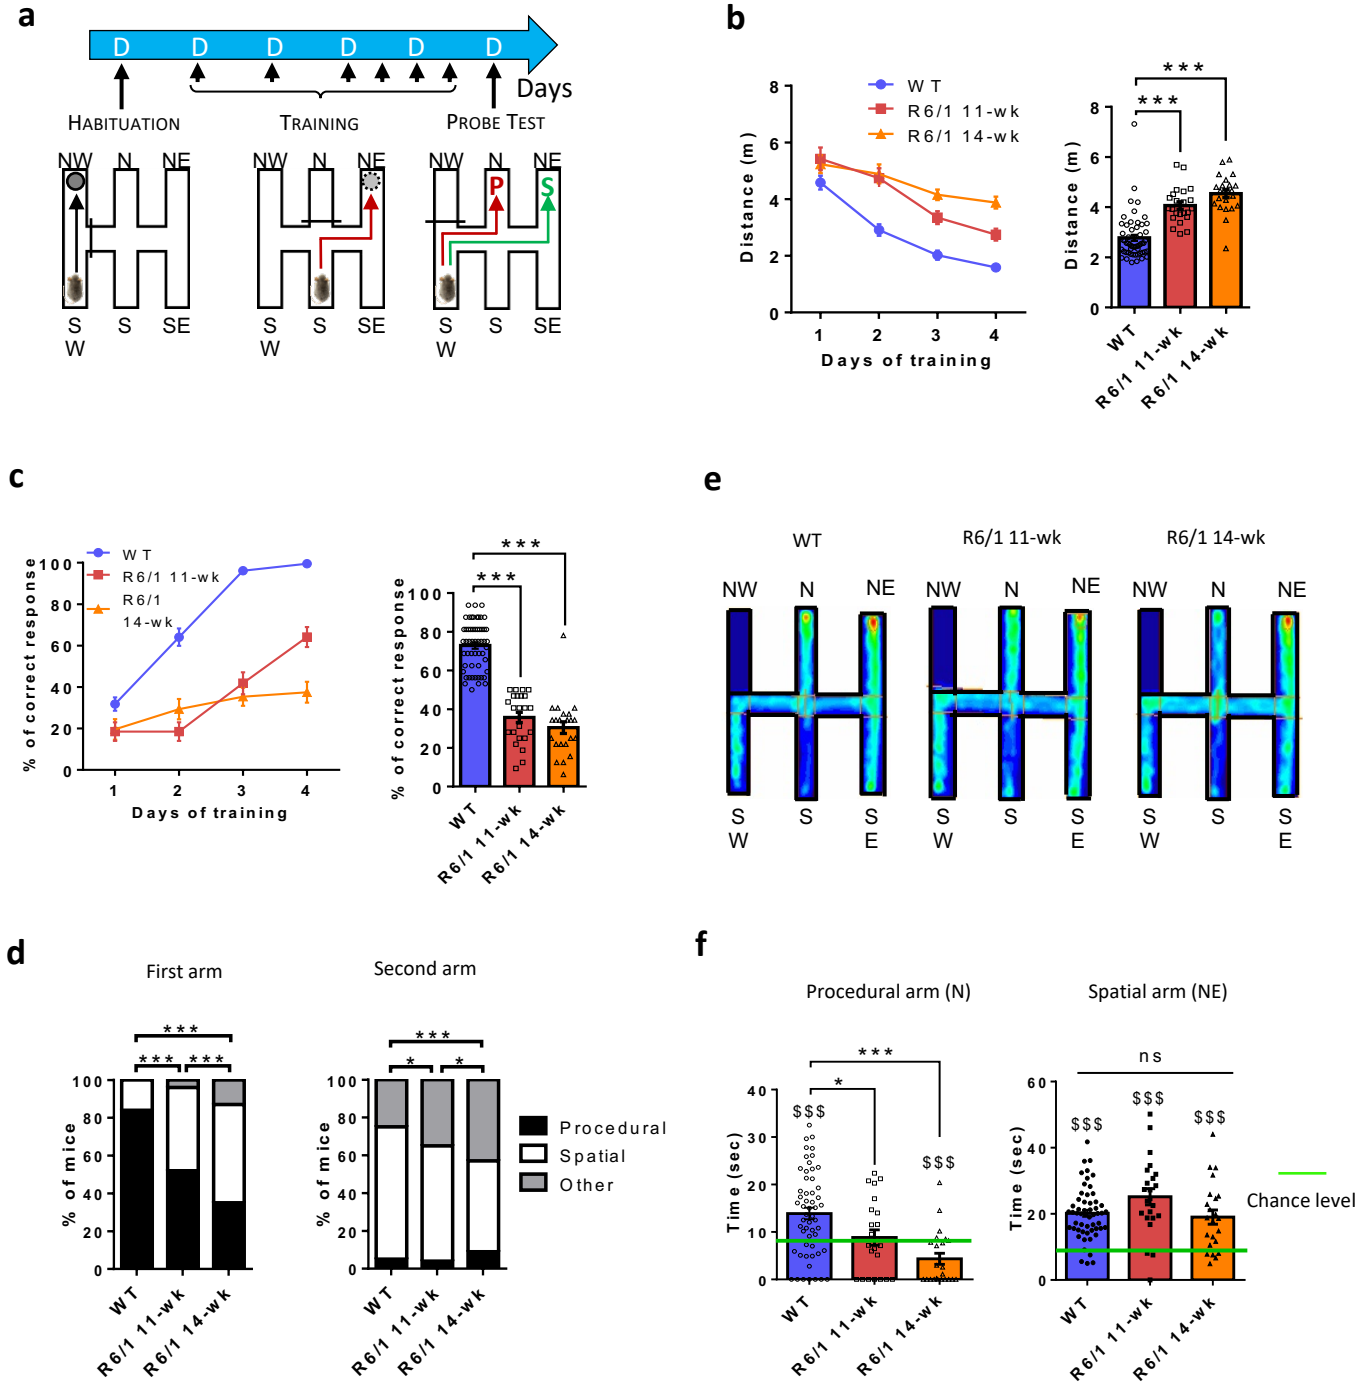 a
D D D D D D
Days
HABITUATION TRAINING PROBE TEST
NW N NE NW N NE NW N NE
P S
S S SE S S SE S S SE
W W W
b
WT
R6/1 11-wk
R6/1 14-wk
Distance (m)
8
6
4
2
0
1 2 3 4
Days of training
***
***
Distance (m)
8
6
4
2
0
WT
R6/1 11-wk
R6/1 14-wk
c
WT
R6/1 11-wk
R6/1
14-wk
% of correct response
100
80
60
40
20
0
1 2 3 4
Days of training
***
***
% of correct response
100
80
60
40
20
0
WT
R6/1 11-wk
R6/1 14-wk
e
WT R6/1 11-wk R6/1 14-wk
NW N NE NW N NE NW N NE
S S S S S S S S S
W E W E W E
d
First arm
***
*** ***
% of mice
100
80
60
40
20
0
WT
R6/1 11-wk
R6/1 14-wk
Second arm
***
* *
% of mice
100
80
60
40
20
0
WT
R6/1 11-wk
R6/1 14-wk
Procedural
Spatial
Other
f
Procedural arm (N)
***
*
$$$ $$$
Time (sec)
40
30
20
10
0
WT
R6/1 11-wk
R6/1 14-wk
Spatial arm (NE)
ns
$$$ $$$ $$$
Time (sec)
60
40
20
0
WT
R6/1 11-wk
R6/1 14-wk
Chance level